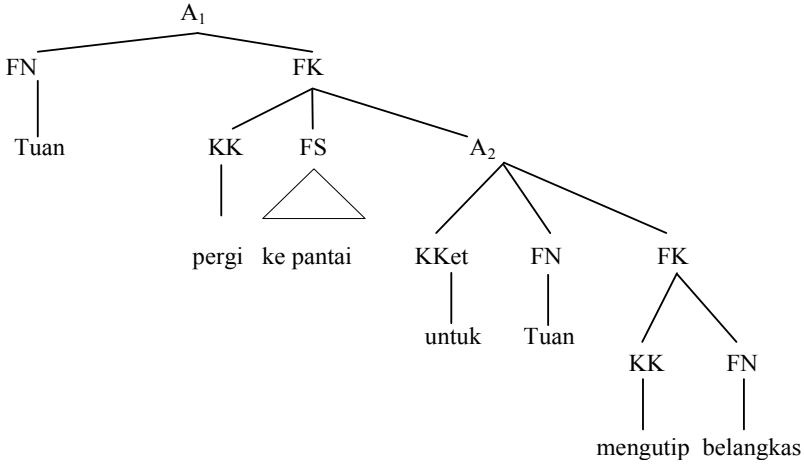 A₁
FN FK
Tuan KK FS A₂
pergi ke pantai KKet FN FK
untuk Tuan
KK FN
mengutip belangkas